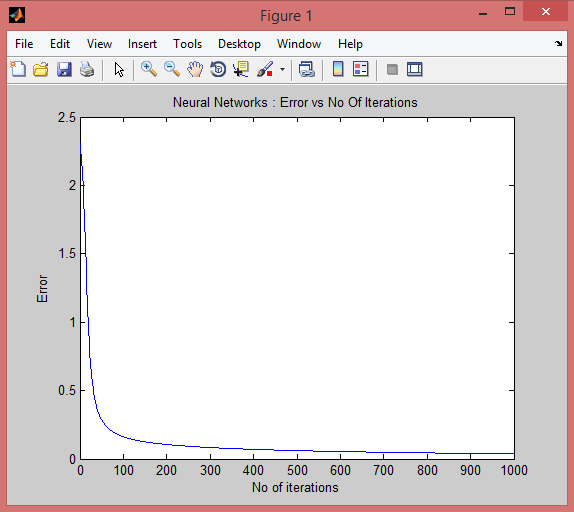 Figure 1
File Edit View Insert Tools Desktop Window Help
Neural Networks : Error vs No Of Iterations
2.5
2
1.5
1
0.5
0
Error
0 100 200 300 400 500 600 700 800 900 1000
No of iterations